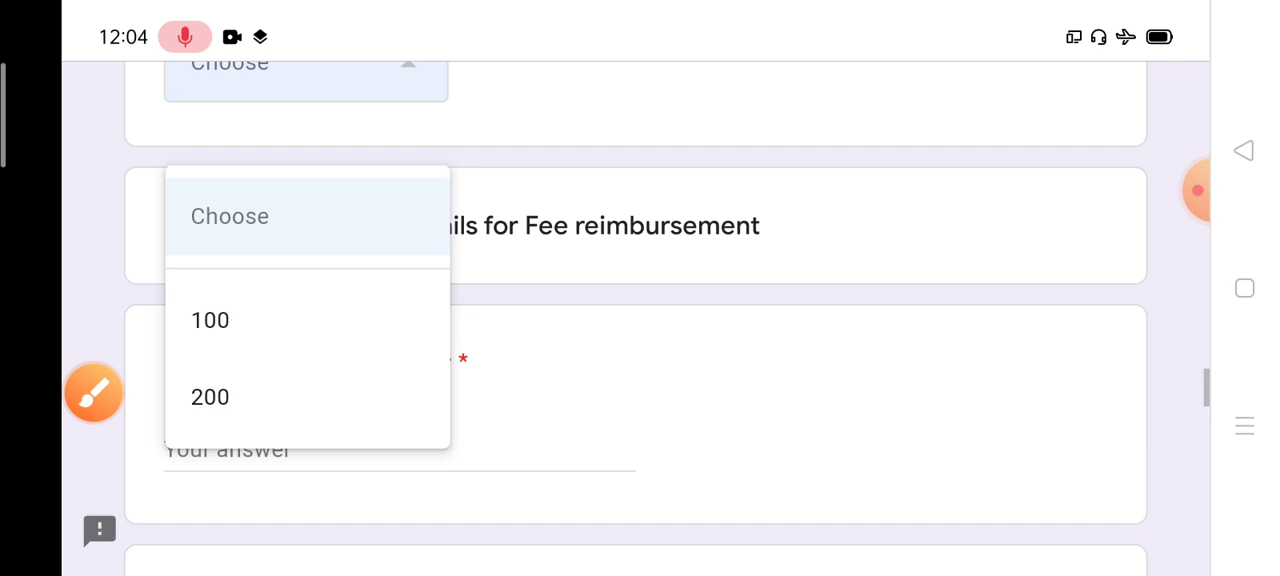 12:04
Choose
Choose
ils for Fee reimbursement
100
*
200
Your answer